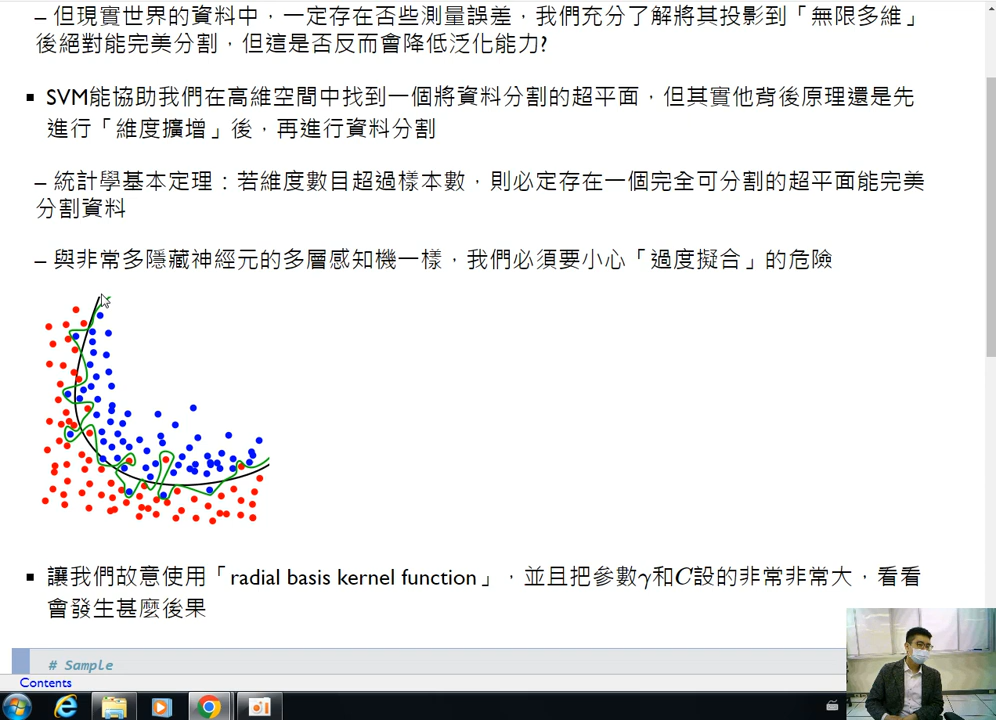 – 但現實世界的資料中，一定存在否些測量誤差，我們充分了解將其投影到「無限多維」
後絕對能完美分割，但這是否反而會降低泛化能力?
▪ SVM能協助我們在高維空間中找到一個將資料分割的超平面，但其實他背後原理還是先
進行「維度擴增」後，再進行資料分割
– 統計學基本定理：若維度數目超過樣本數，則必定存在一個完全可分割的超平面能完美
分割資料
– 與非常多隱藏神經元的多層感知機一樣，我們必須要小心「過度擬合」的危險
▪ 讓我們故意使用「radial basis kernel function」，並且把參數γ和C設的非常非常大，看看
會發生甚麼後果
# Sample
Contents